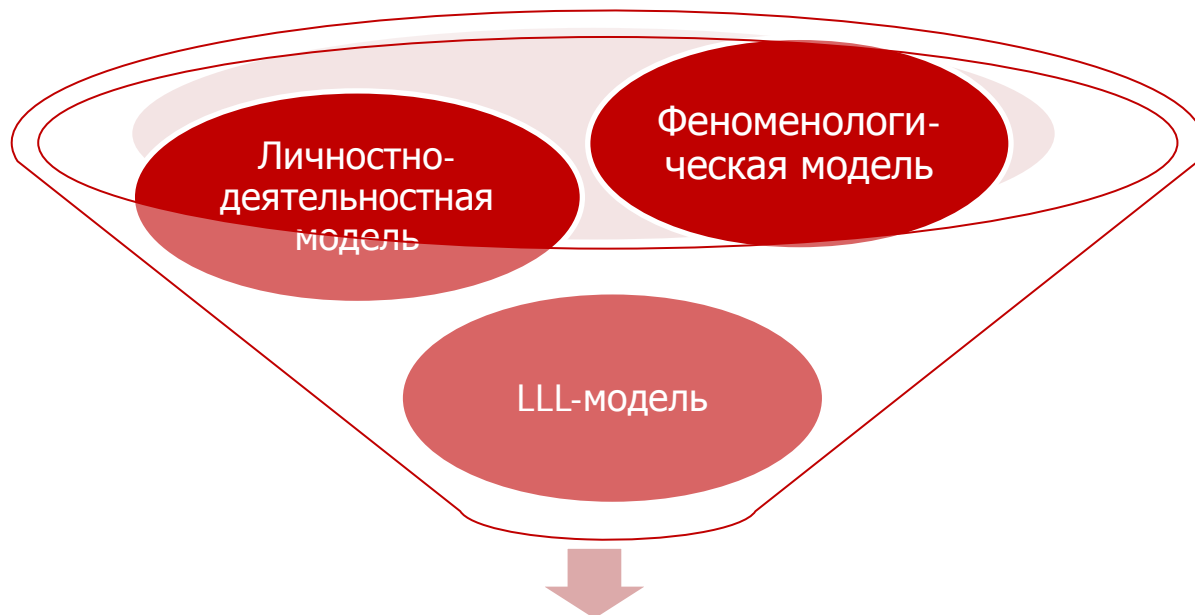 Личностно-
деятельностная
модель
Феноменологи-
ческая модель
LLL-модель